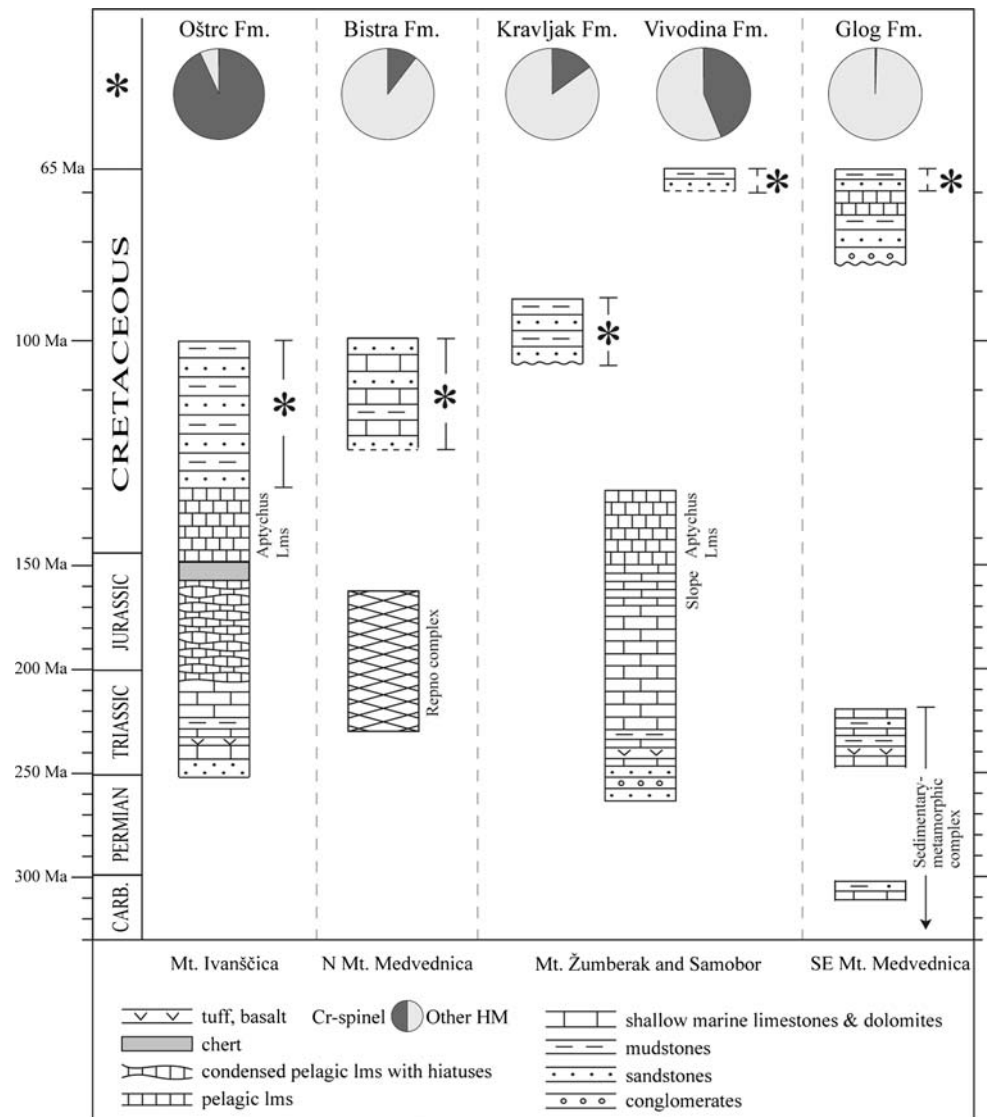 Oštrc Fm. Bistra Fm. Kravljak Fm. Vivodina Fm. Glog Fm.
*
65 Ma
* *
CRETACEOUS
100 Ma
* * *
Aptychus
Lms
Aptychus
Lms
150 Ma
Slope
JURASSIC
Repno complex
200 Ma
TRIASSIC
250 Ma
Sedimentary-
metamorphic
complex
PERMIAN
300 Ma
CARB.
Mt. Ivanščica N Mt. Medvednica Mt. Žumberak and Samobor SE Mt. Medvednica
tuff, basalt Cr-spinel Other HM shallow marine limestones & dolomites
chert mudstones
condensed pelagic lms with hiatuses sandstones
pelagic lms conglomerates